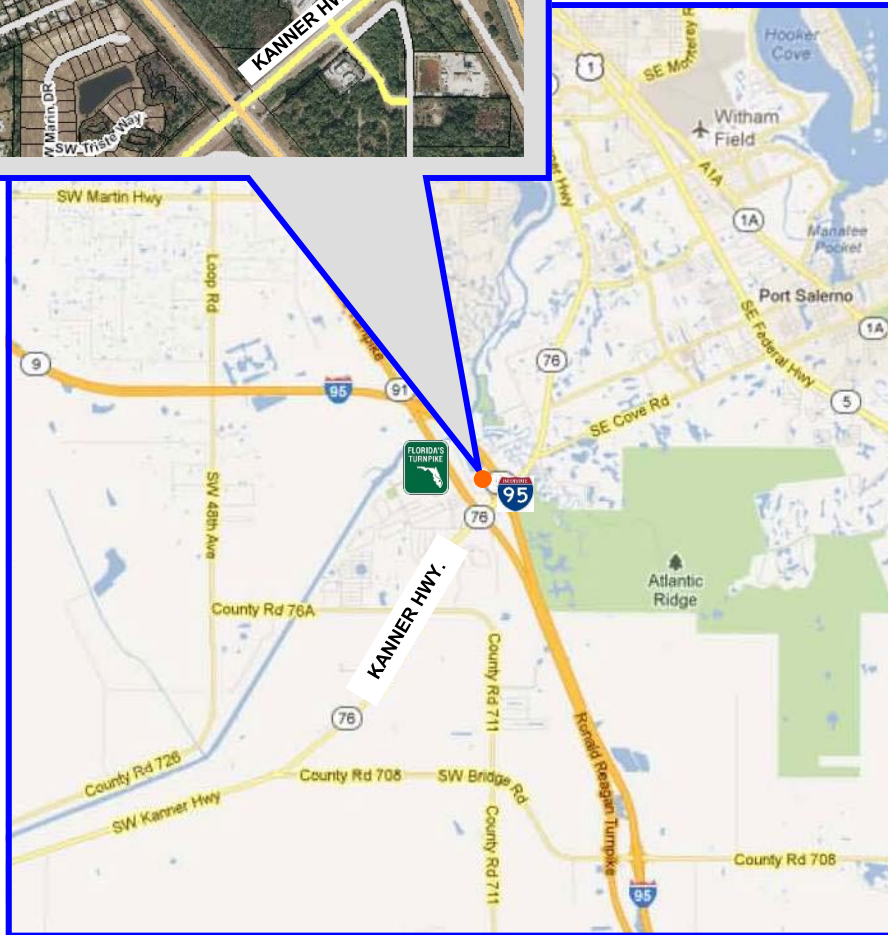 KANNER HW
W Marin DR
SW Triste Way
SE Monterey R
Hooker
Cove
1
Witham
Field
A1A
1A
Manatee
Pocket
Port Salerno
1A
SE Federal Hwy
5
SW Martin Hwy
Loop Rd
9
95
91
Turnpike
76
SE Cove Rd
FLORIDA'S
TURNPIKE
95
76
SW 48th Ave
KANNER HWY.
Atlantic
Ridge
County Rd 76A
County Rd 711
76
Ronald Reagan Turnpike
County Rd 726
County Rd 708
SW Bridge Rd
SW Kanner Hwy
County Rd 711
County Rd 708
95